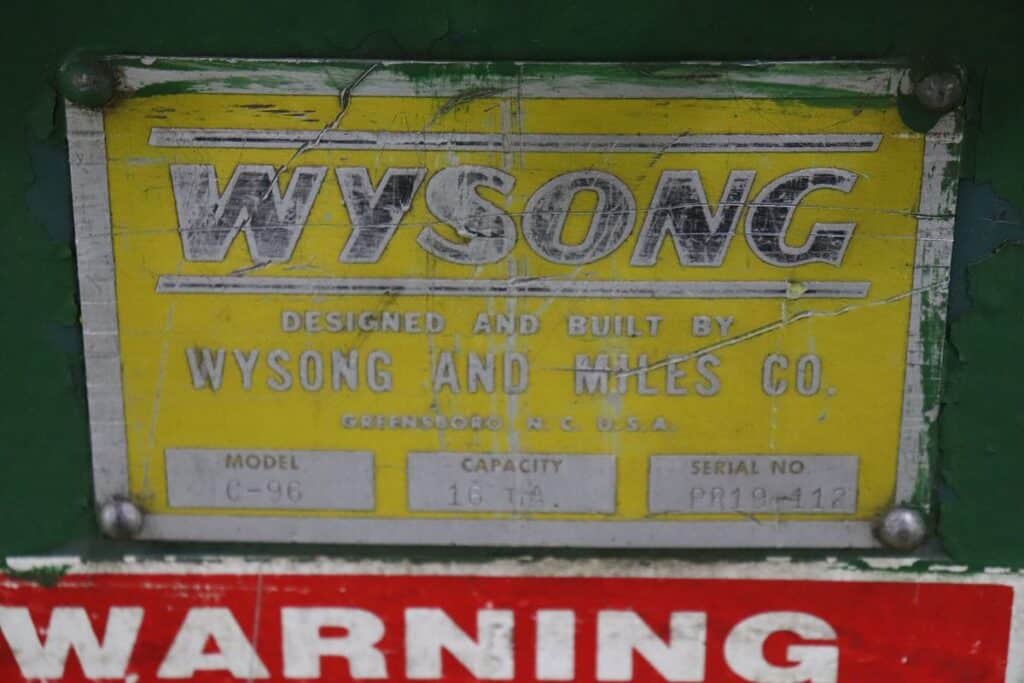 WYSONG
DESIGNED AND BUILT BY
WYSONG AND MILES CO.
GREENSBORO, N. C. U.S.A.
MODEL CAPACITY SERIAL NO.
C-96 16 GA. PR19-112
WARNING